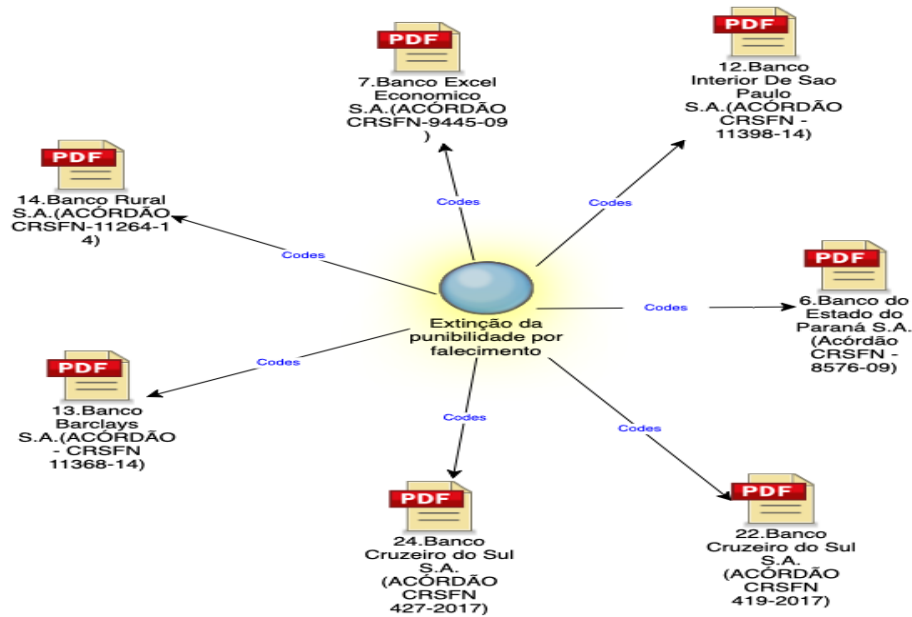 PDF
7.Banco Excel
Economico
S.A.(ACÓRDÃO
CRSFN-9445-09
)
PDF
12.Banco
Interior De Sao
Paulo
S.A.(ACÓRDÃO
CRSFN -
11398-14)
PDF
14.Banco Rural
S.A.(ACÓRDÃO
CRSFN-11264-1
4)
Codes
Codes
Codes
PDF
6.Banco do
Estado do
Paraná S.A.
(Acórdão
CRSFN -
8576-09)
Codes
Extinção da
punibilidade por
falecimento
PDF
13.Banco
Barclays
S.A.(ACÓRDÃO
- CRSFN
11368-14)
Codes
Codes
Codes
PDF
24.Banco
Cruzeiro do Sul
S.A.
(ACÓRDÃO
CRSFN
427-2017)
PDF
22.Banco
Cruzeiro do Sul
S.A.
(ACÓRDÃO
CRSFN
419-2017)